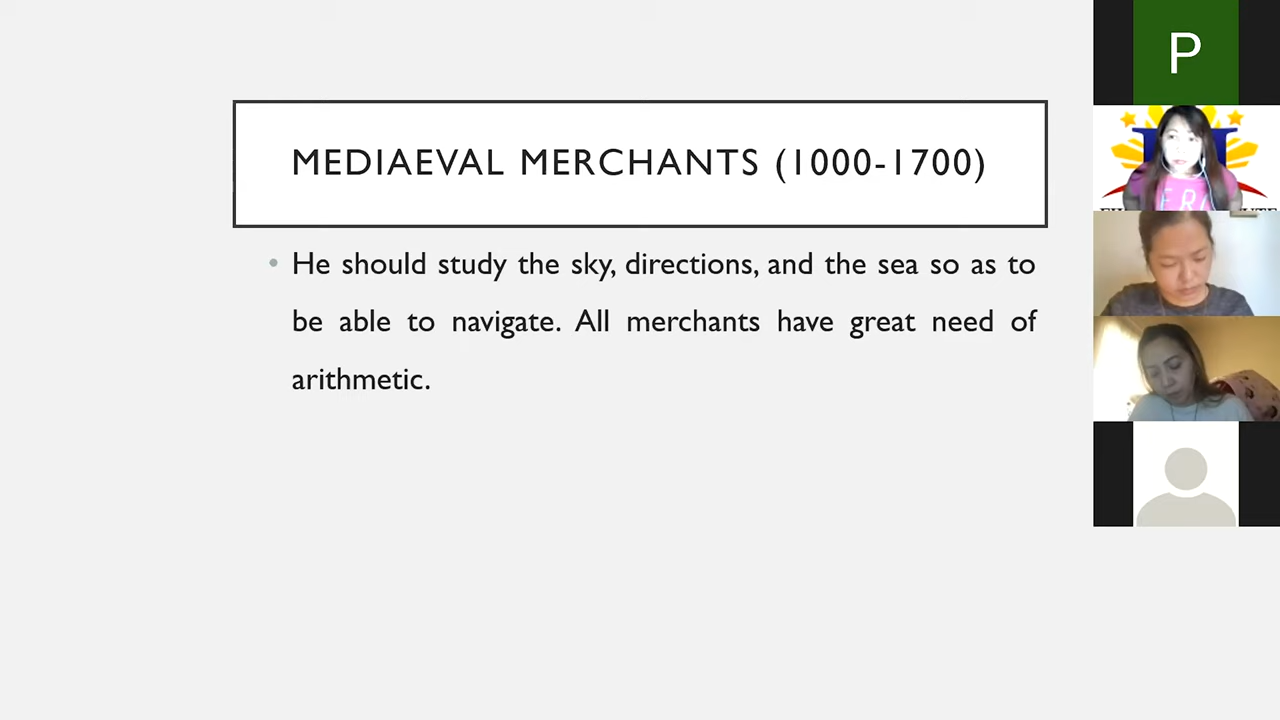 MEDIAEVAL MERCHANTS (1000-1700)
• He should study the sky, directions, and the sea so as to
be able to navigate. All merchants have great need of
arithmetic.
P